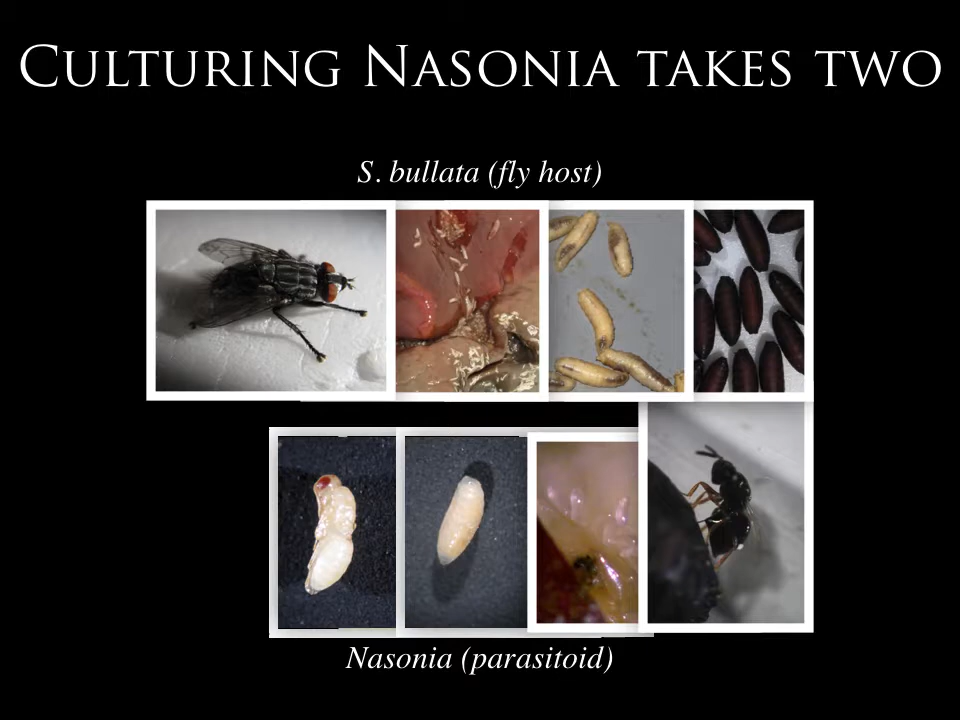 Culturing Nasonia takes two
S. bullata (fly host)
Nasonia (parasitoid)